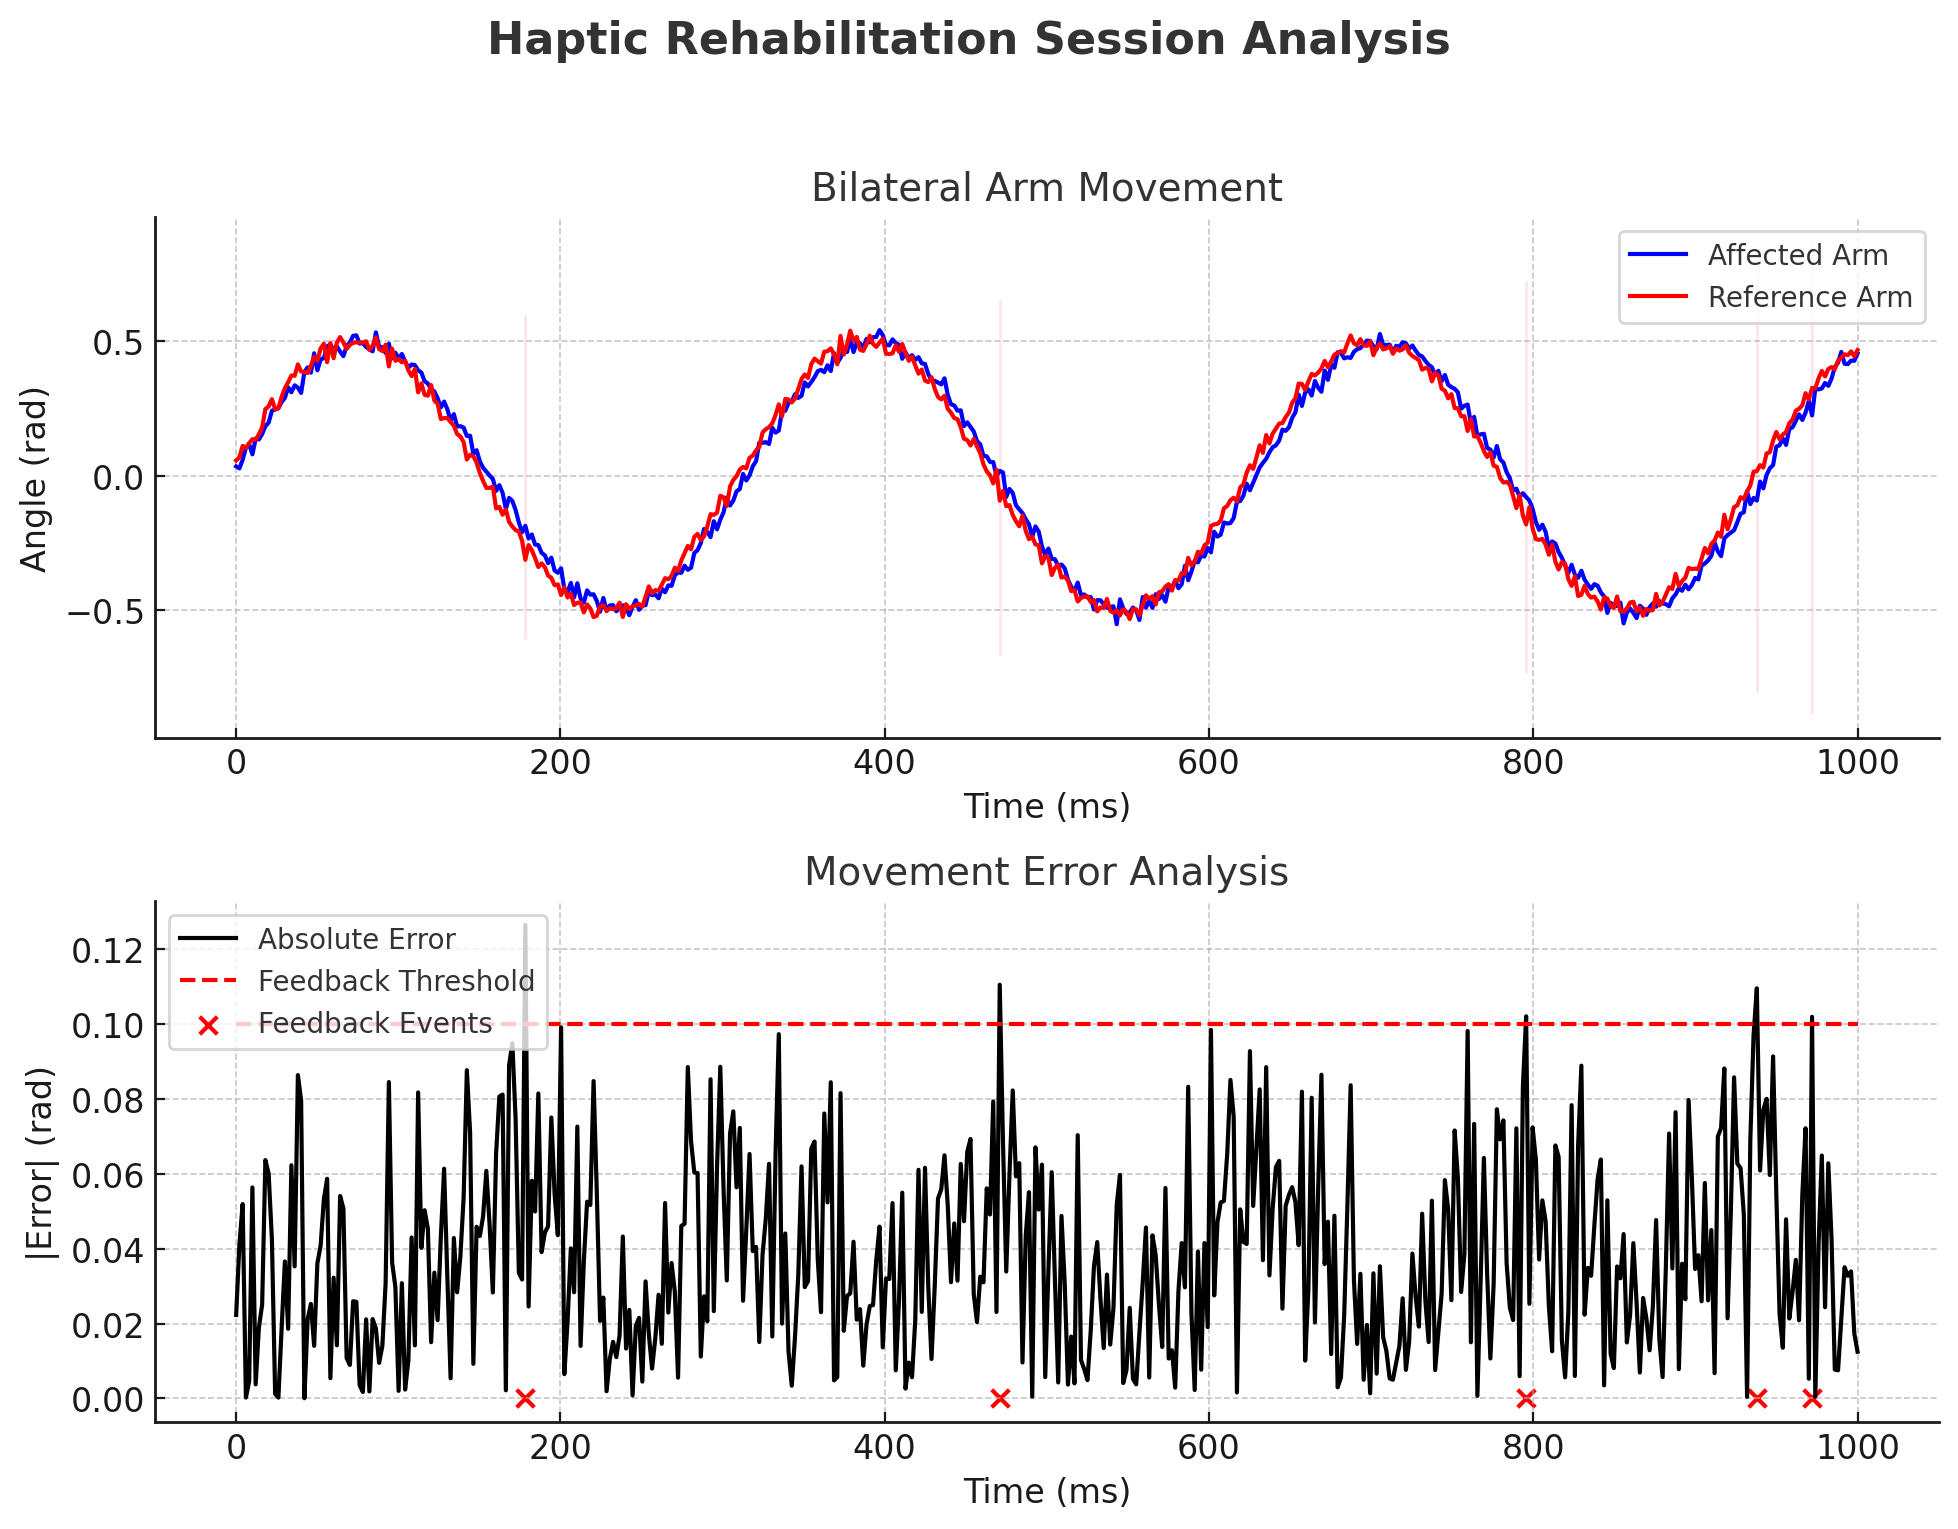 Haptic Rehabilitation Session Analysis
Bilateral Arm Movement
Affected Arm
Reference Arm
Angle (rad)
0.5
0.0
−0.5
0 200 400 600 800 1000
Time (ms)
Movement Error Analysis
Absolute Error
Feedback Threshold
Feedback Events
|Error| (rad)
0.12
0.10
0.08
0.06
0.04
0.02
0.00
0 200 400 600 800 1000
Time (ms)